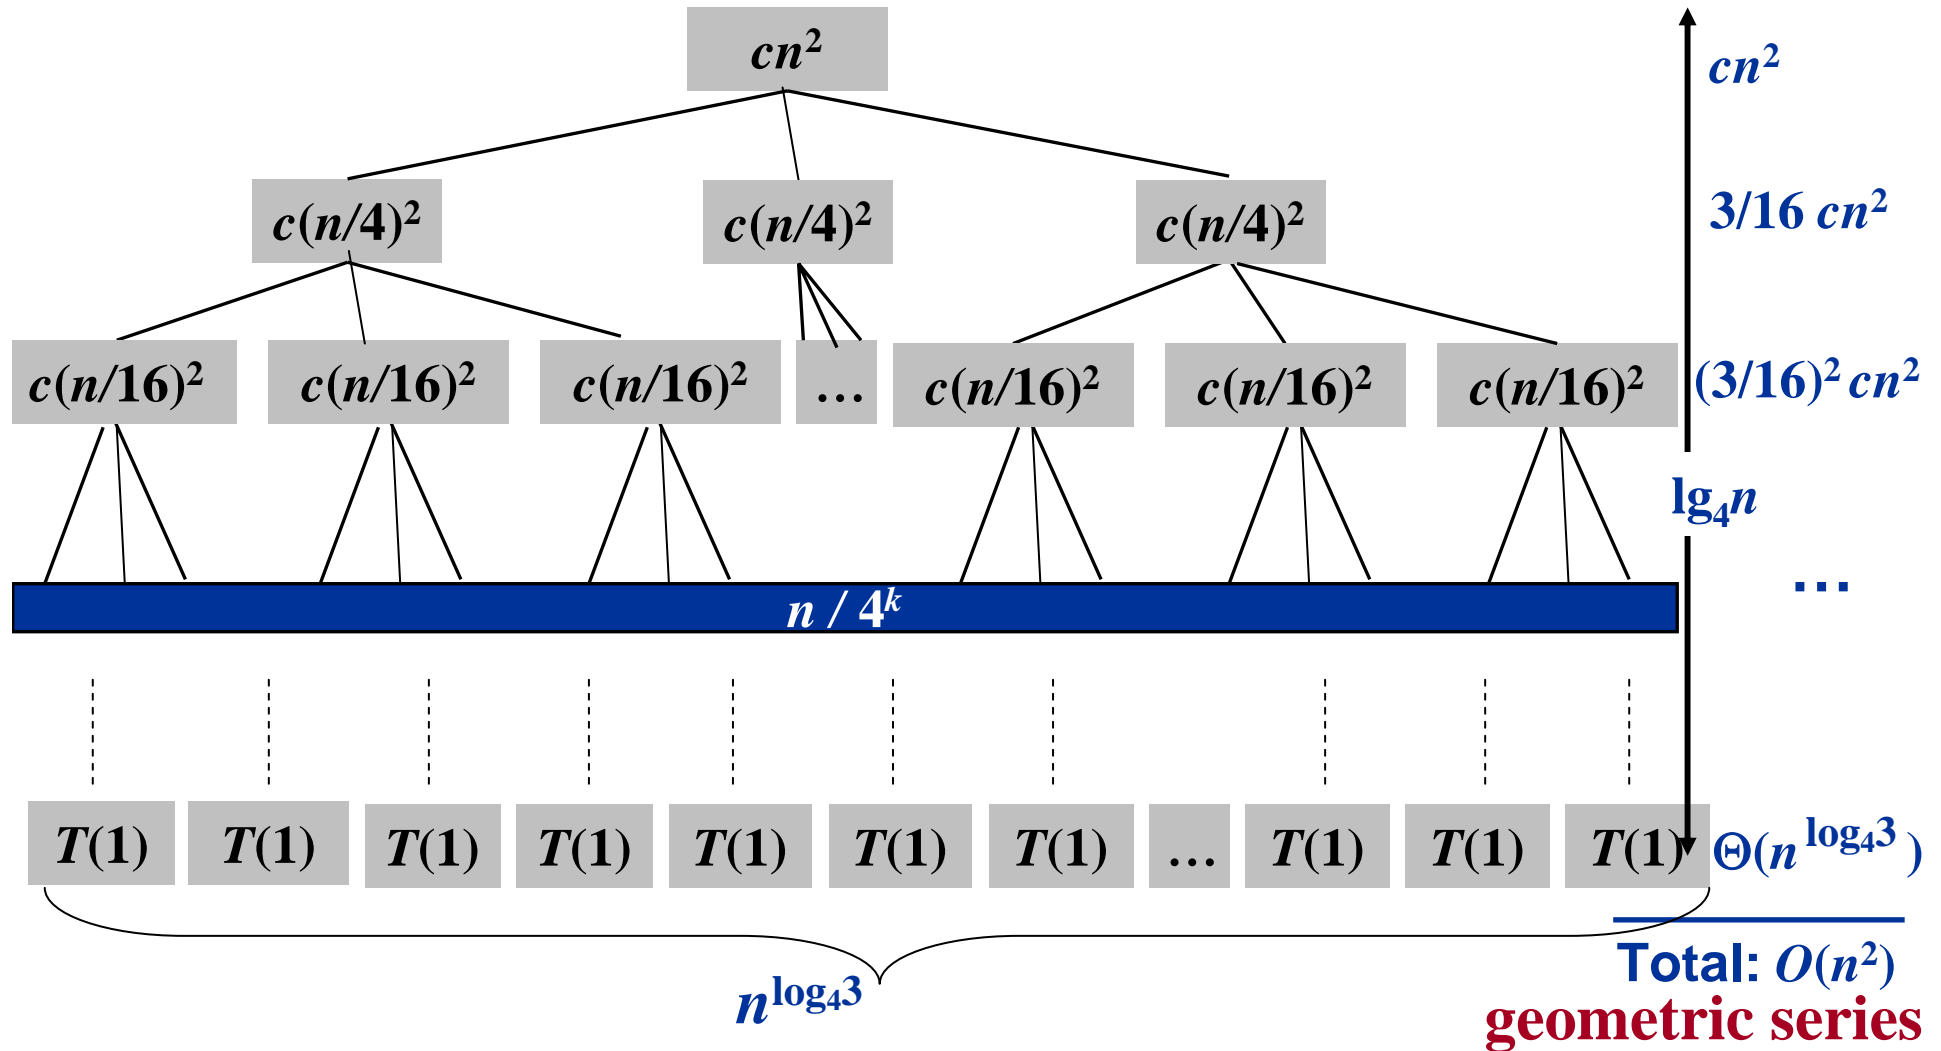 cn² cn²
c(n/4)² c(n/4)² c(n/4)² 3/16 cn²
c(n/16)² c(n/16)² c(n/16)² … c(n/16)² c(n/16)² c(n/16)² (3/16)² cn²
lg₄n
…
n / 4ᵏ
T(1) T(1) T(1) T(1) T(1) T(1) T(1) … T(1) T(1) T(1) Θ(n^log₄3)
Total: O(n²)
n^log₄3
geometric series